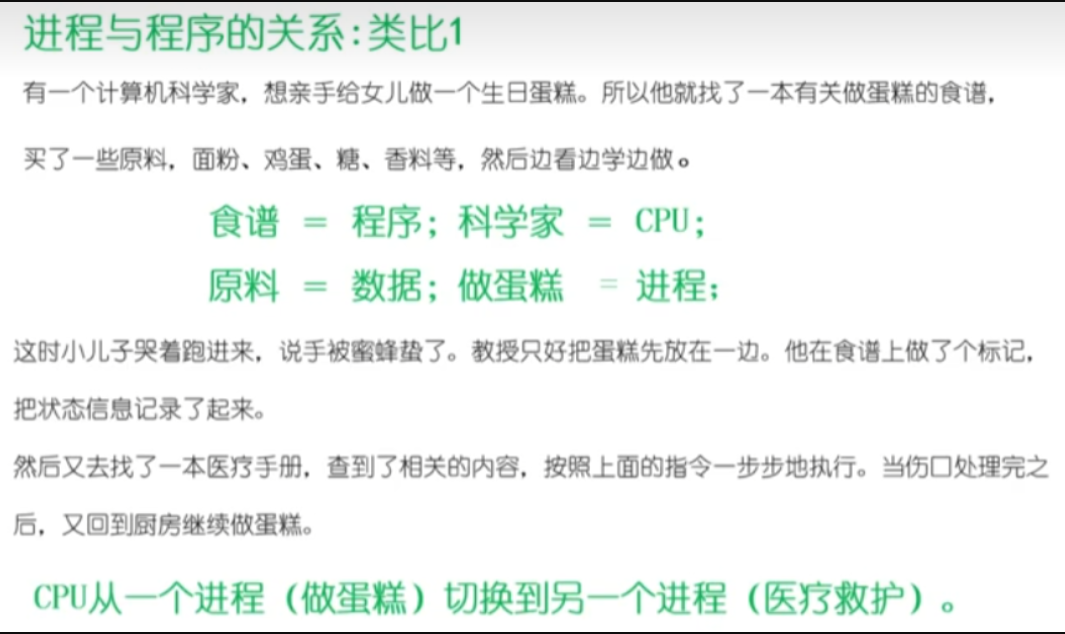 进程与程序的关系:类比1
有一个计算机科学家，想亲手给女儿做一个生日蛋糕。所以他就找了一本有关做蛋糕的食谱，
买了一些原料，面粉、鸡蛋、糖、香料等，然后边看边学边做。
食谱 = 程序; 科学家 = CPU;
原料 = 数据; 做蛋糕 = 进程;
这时小儿子哭着跑进来，说手被蜜蜂蛰了。教授只好把蛋糕先放在一边。他在食谱上做了个标记，
把状态信息记录了起来。
然后又去找了一本医疗手册，查到了相关的内容，按照上面的指令一步步地执行。当伤口处理完之
后，又回到厨房继续做蛋糕。
CPU从一个进程（做蛋糕）切换到另一个进程（医疗救护）。